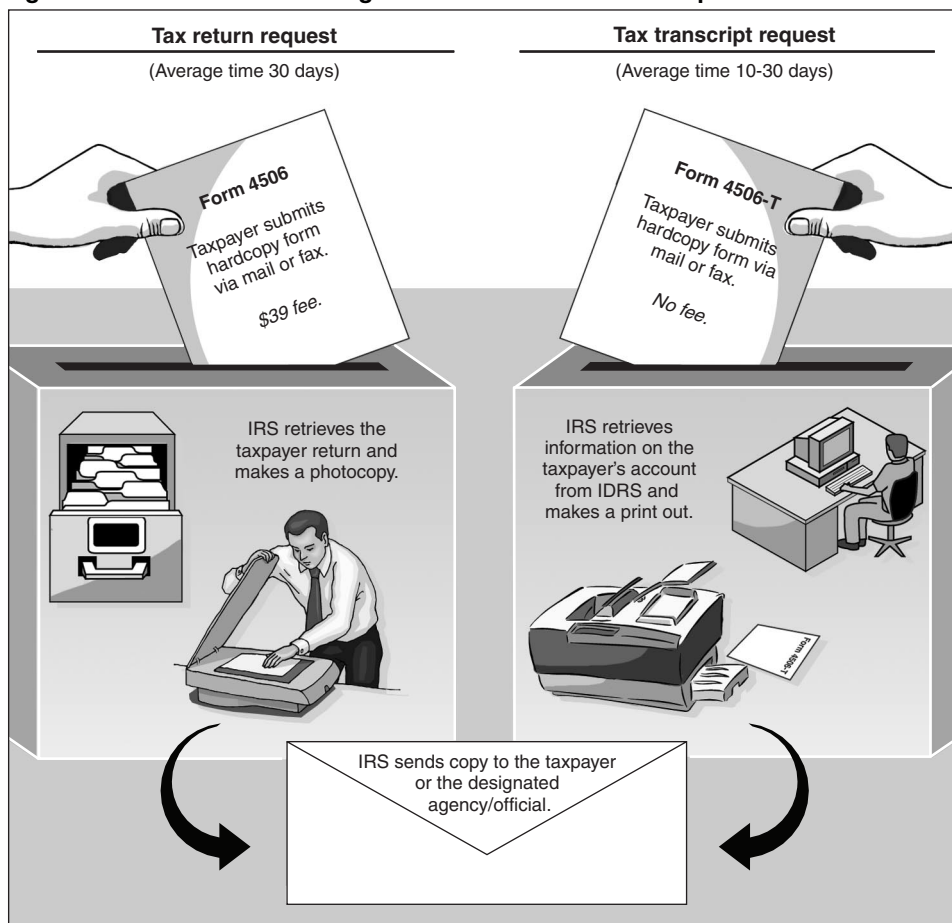 Tax return request
(Average time 30 days)
Form 4506
Taxpayer submits
hardcopy form
via mail or fax.
$39 fee.
IRS retrieves the
taxpayer return and
makes a photocopy.
Tax transcript request
(Average time 10-30 days)
Form 4506-T
Taxpayer submits
hardcopy form via
mail or fax.
No fee.
IRS retrieves
information on the
taxpayer's account
from IDRS and
makes a print out.
Form 4506-T
IRS sends copy to the taxpayer
or the designated
agency/official.